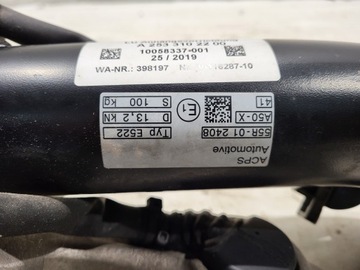 A 253 310 22 00
10058337-001
25 / 2019
WA-NR.: 398197
ACPS
Automotive
55R-01 2408
A50-X
41
E1
Typ E522
D 13,2 kN
S 100 kg